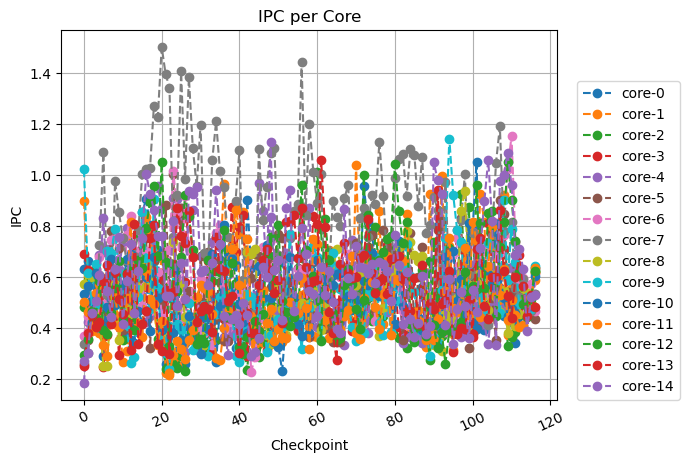 IPC per Core
IPC
1.4
1.2
1.0
0.8
0.6
0.4
0.2
0
20
40
60
80
100
120
Checkpoint
core-0
core-1
core-2
core-3
core-4
core-5
core-6
core-7
core-8
core-9
core-10
core-11
core-12
core-13
core-14